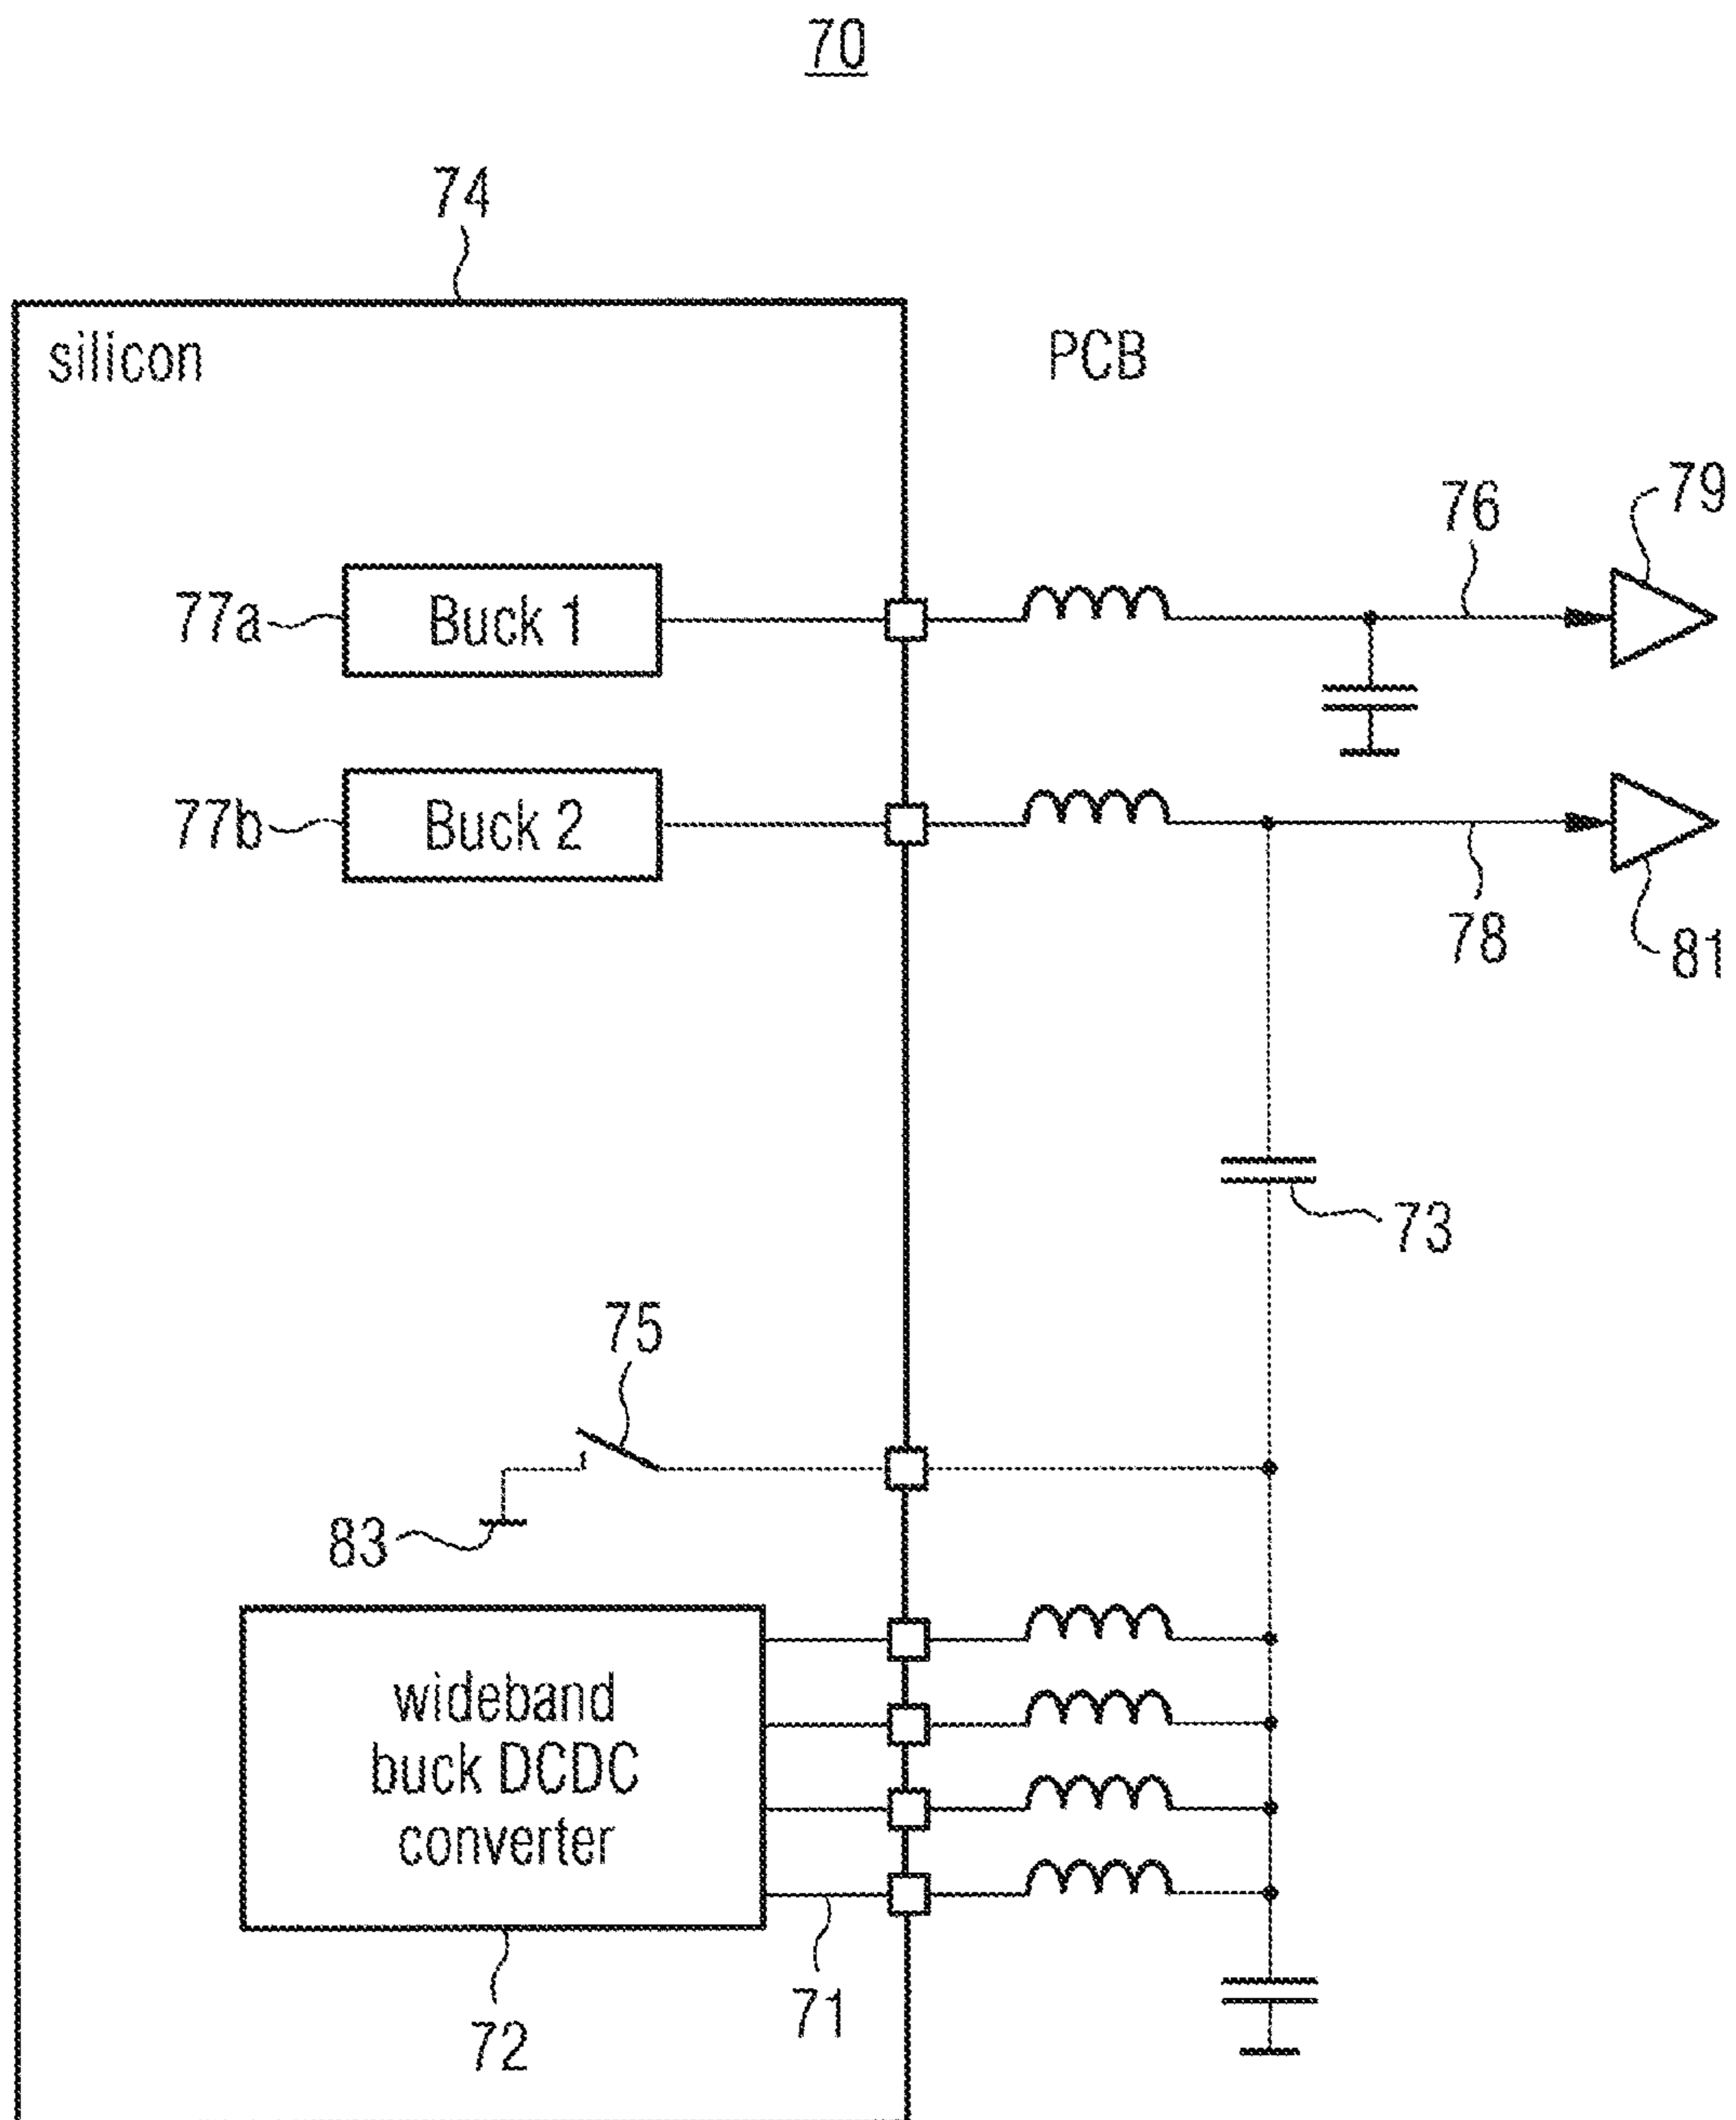 70
74
silicon
PCB
79
76
77a
Buck 1
77b
Buck 2
78
81
73
75
83
wideband
buck DCDC
converter
71
72